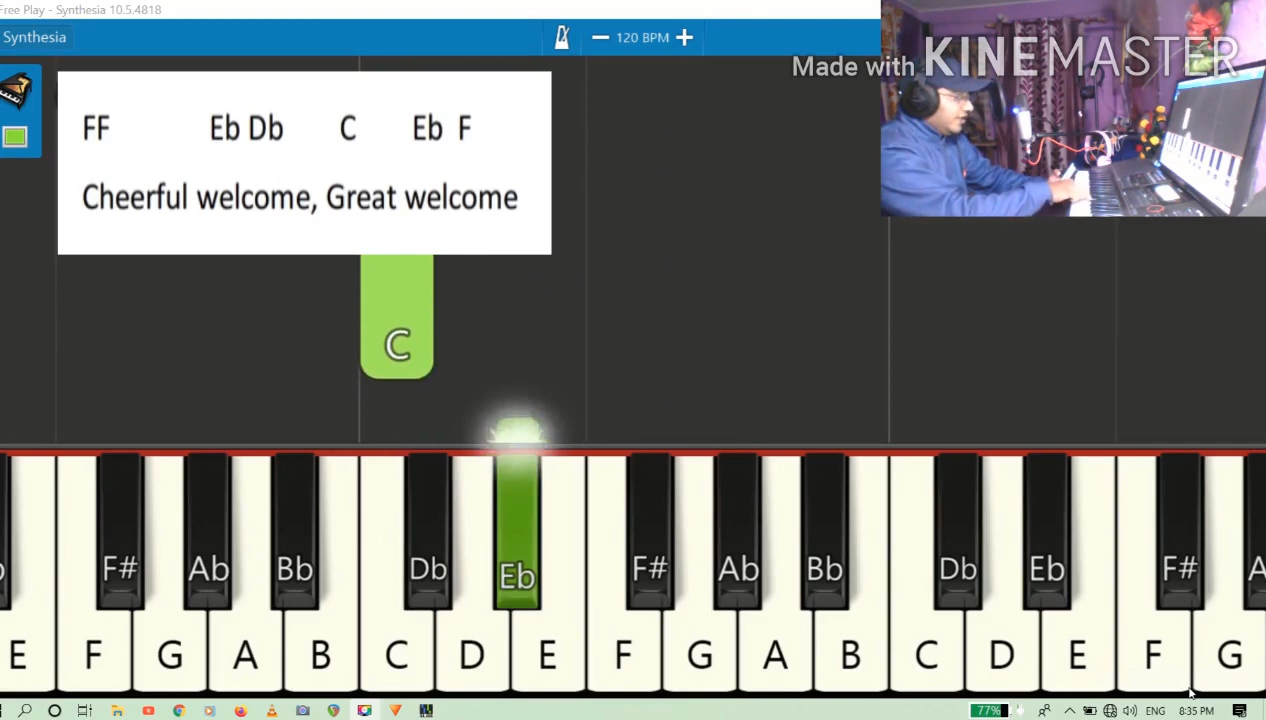 Free Play - Synthesia 10.5.4818
Synthesia
120 BPM
Made with KINEMASTER
FF Eb Db C Eb F
Cheerful welcome, Great welcome
C
F# Ab Bb Db Eb F# Ab Bb Db Eb F#
E F G A B C D E F G A B C D E F G
77% ENG 8:35 PM